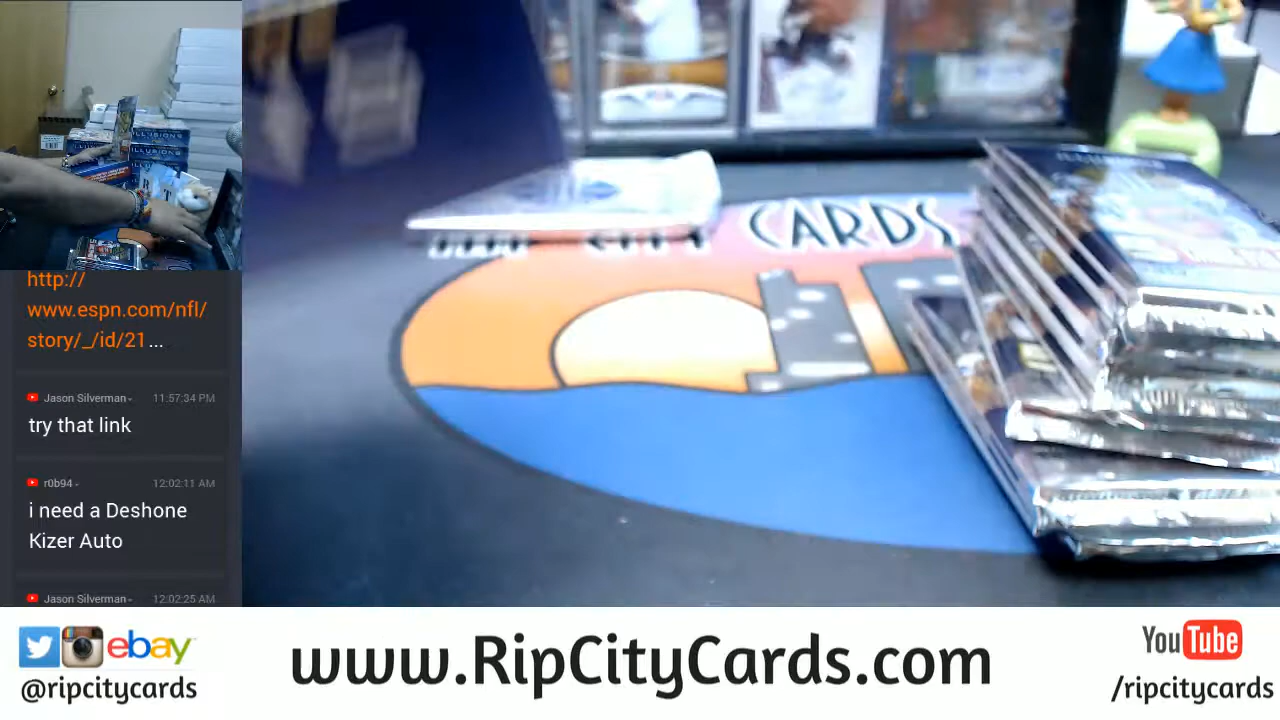 ILLUSIONS
http://
www.espn.com/nfl/
story/_/id/21...
Jason Silverman
11:57:34 PM
try that link
r0b94
12:02:11 AM
i need a Deshone
Kizer Auto
Jason Silverman
12:02:25 AM
CITY CARDS
ebay
@ripcitycards
www.RipCityCards.com
YouTube
/ripcitycards